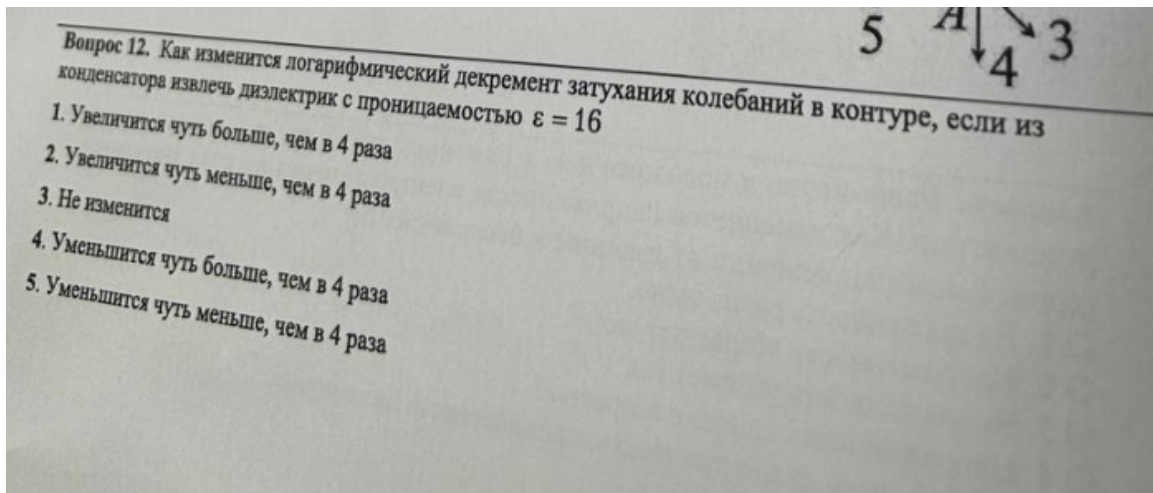 5 A 3
4
Вопрос 12. Как изменится логарифмический декремент затухания колебаний в контуре, если из
конденсатора извлечь диэлектрик с проницаемостью ε = 16
1. Увеличится чуть больше, чем в 4 раза
2. Увеличится чуть меньше, чем в 4 раза
3. Не изменится
4. Уменьшится чуть больше, чем в 4 раза
5. Уменьшится чуть меньше, чем в 4 раза